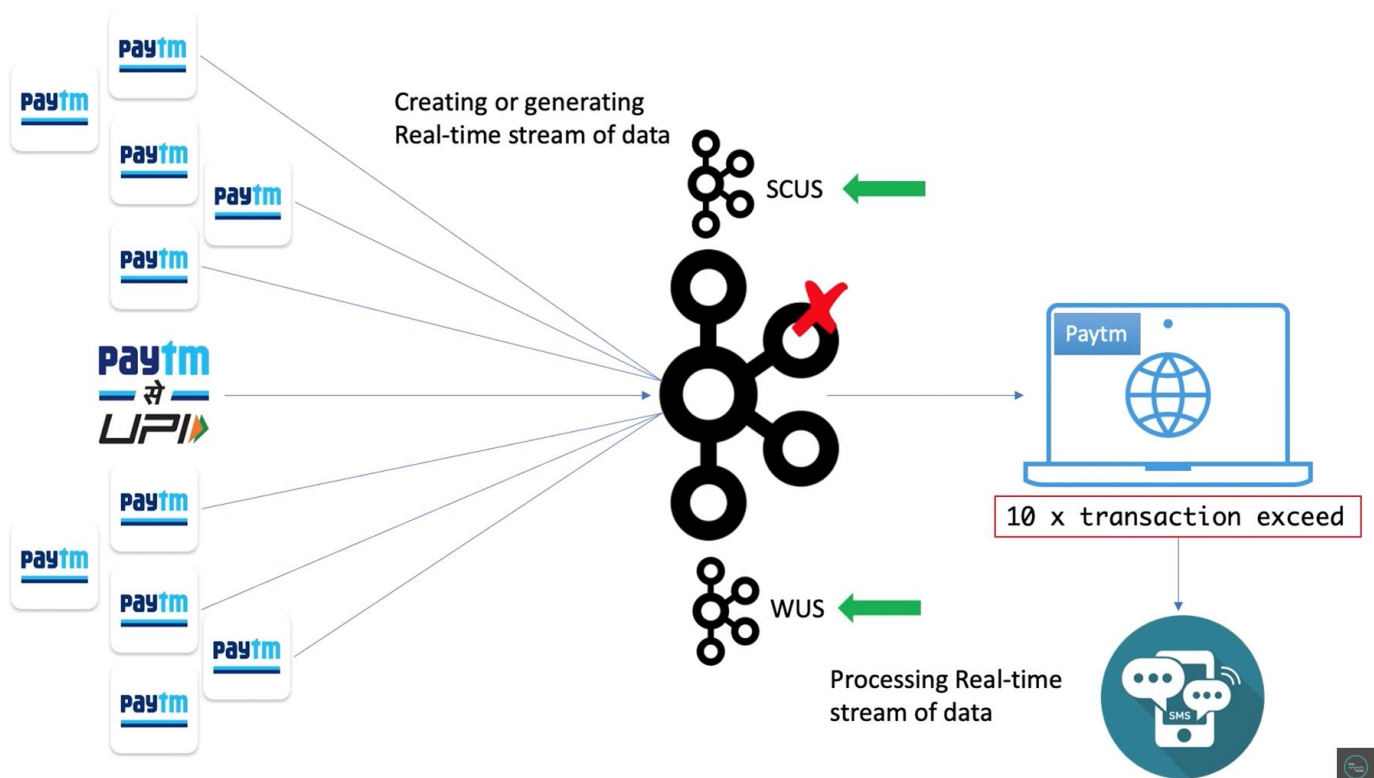 paytm
paytm
paytm
paytm
paytm
paytm
से
UPI
paytm
paytm
paytm
paytm
paytm
Creating or generating
Real-time stream of data
SCUS
WUS
Paytm
10 x transaction exceed
SMS
Processing Real-time
stream of data